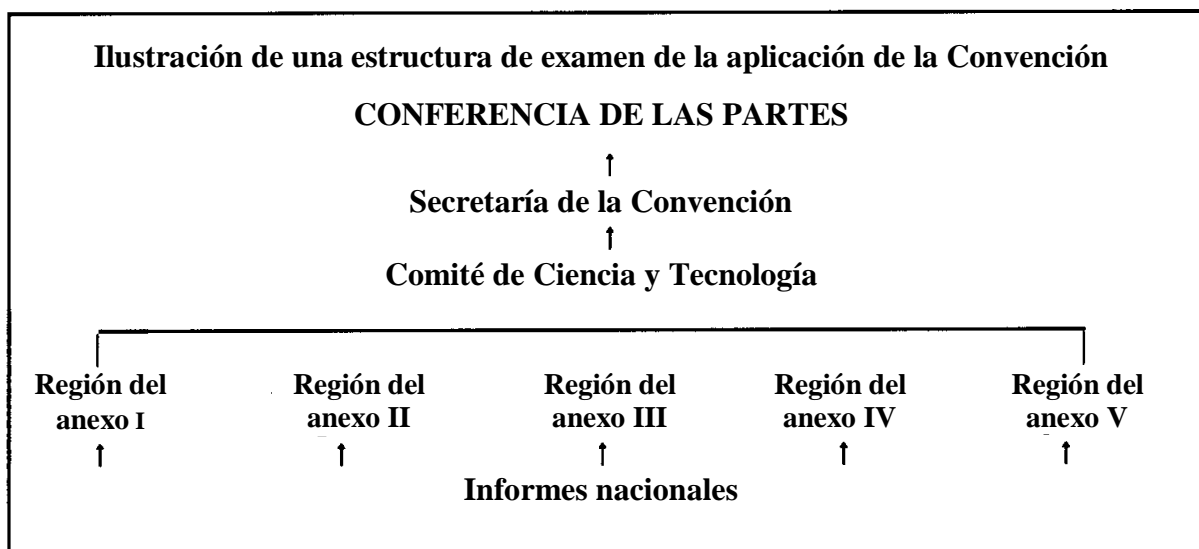 Ilustración de una estructura de examen de la aplicación de la Convención
CONFERENCIA DE LAS PARTES
Secretaría de la Convención
Comité de Ciencia y Tecnología
Región del anexo I
Región del anexo II
Región del anexo III
Región del anexo IV
Región del anexo V
Informes nacionales